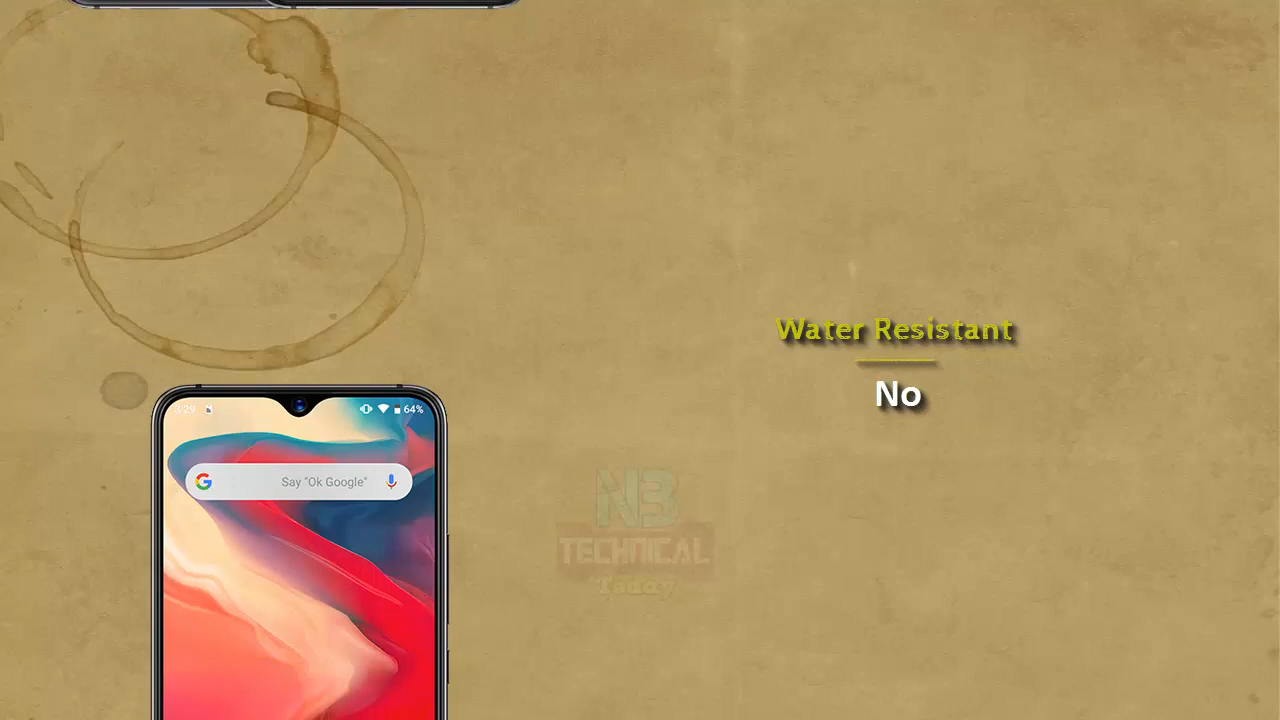 Water Resistant
No
3:29
64%
Say "Ok Google"
NB
TECHNICAL
Today